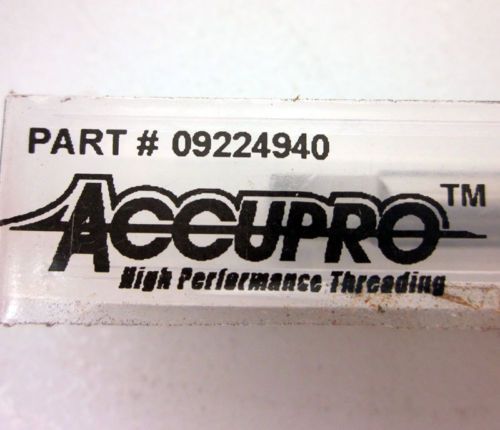 PART # 09224940
ACCUPRO™
High Performance Threading